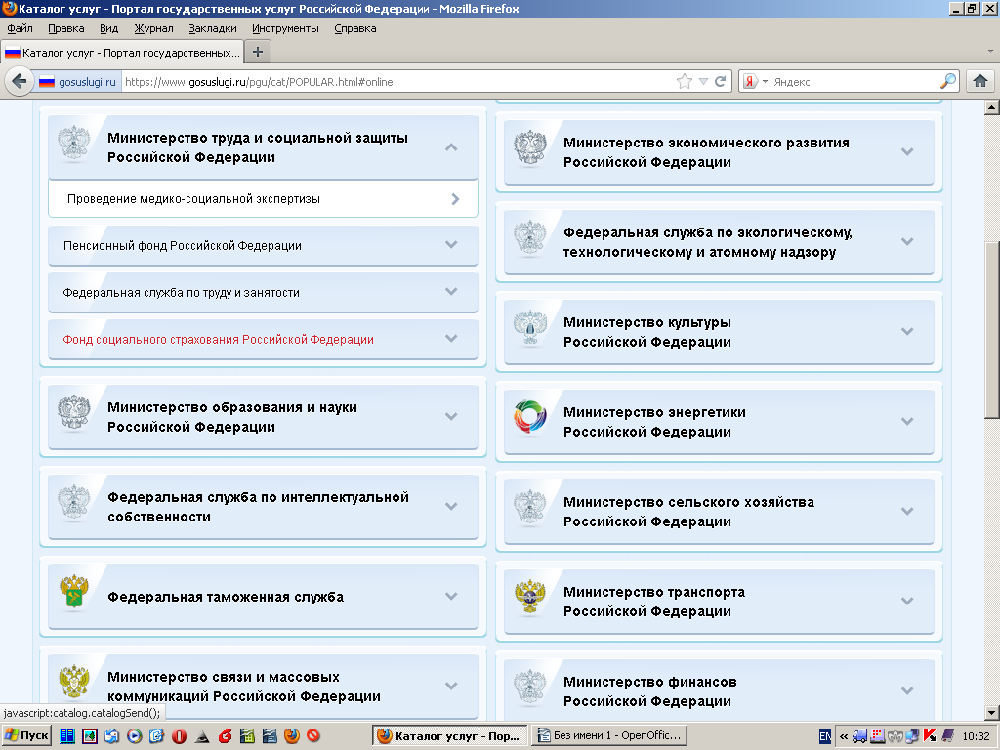 Каталог услуг - Портал государственных услуг Российской Федерации - Mozilla Firefox
Файл Правка Вид Журнал Закладки Инструменты Справка
Каталог услуг - Портал государственных... +
gosuslugi.ru https://www.gosuslugi.ru/pgu/cat/POPULAR.html#online Я Яндекс
Министерство труда и социальной защиты
Российской Федерации
Проведение медико-социальной экспертизы
Пенсионный фонд Российской Федерации
Федеральная служба по труду и занятости
Фонд социального страхования Российской Федерации
Министерство образования и науки
Российской Федерации
Федеральная служба по интеллектуальной
собственности
Федеральная таможенная служба
Министерство связи и массовых
коммуникаций Российской Федерации
Министерство экономического развития
Российской Федерации
Федеральная служба по экологическому,
технологическому и атомному надзору
Министерство культуры
Российской Федерации
Министерство энергетики
Российской Федерации
Министерство сельского хозяйства
Российской Федерации
Министерство транспорта
Российской Федерации
Министерство финансов
Российской Федерации
javascript:catalog.catalogSend();
Пуск Каталог услуг - Пор... Без имени 1 - OpenOffic... EN « 10:32